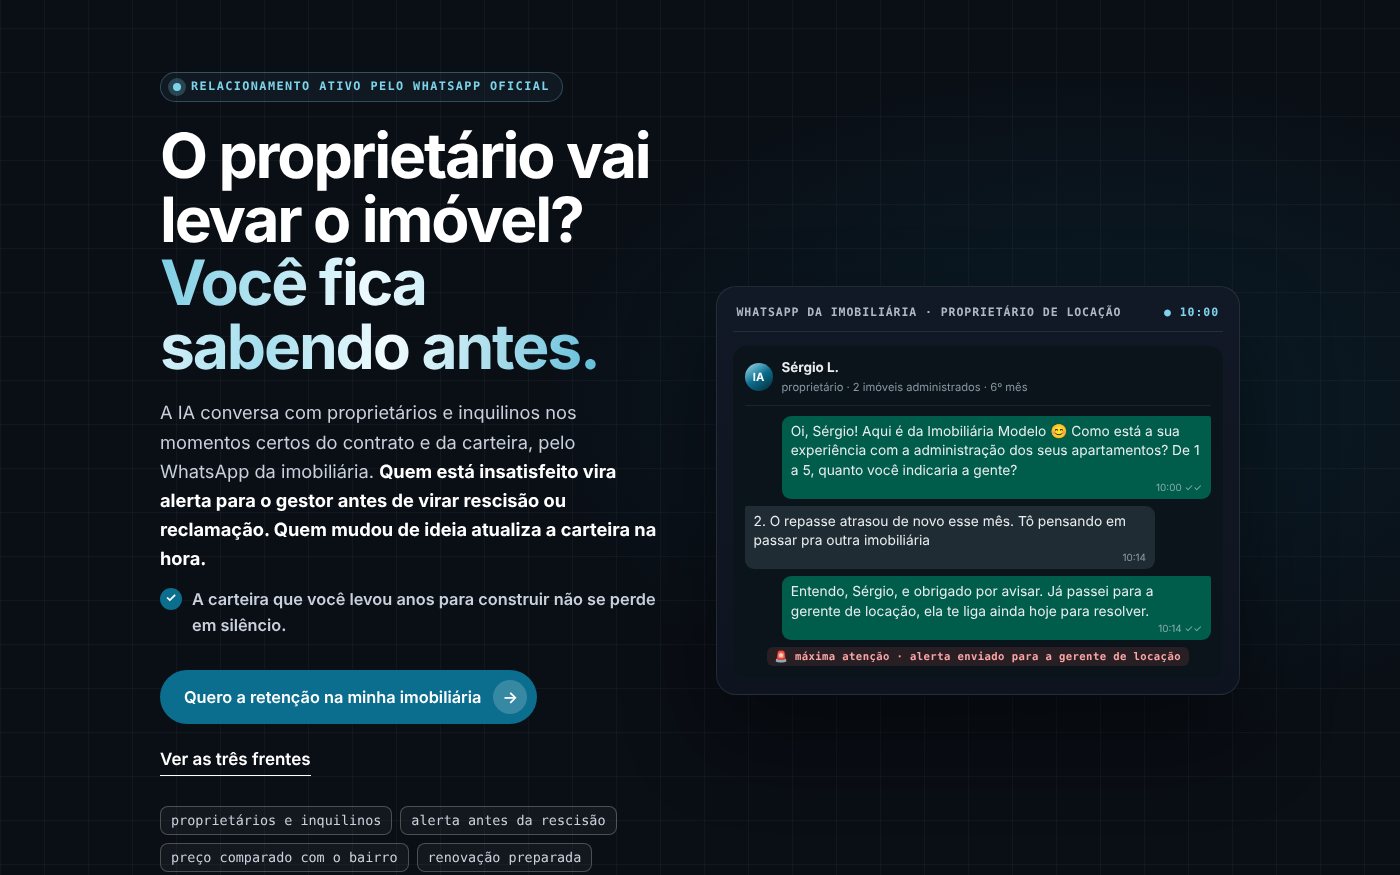 RELACIONAMENTO ATIVO PELO WHATSAPP OFICIAL
O proprietário vai
levar o imóvel?
Você fica
sabendo antes.
A IA conversa com proprietários e inquilinos nos
momentos certos do contrato e da carteira, pelo
WhatsApp da imobiliária. Quem está insatisfeito vira
alerta para o gestor antes de virar rescisão ou
reclamação. Quem mudou de ideia atualiza a carteira na
hora.
A carteira que você levou anos para construir não se perde
em silêncio.
Quero a retenção na minha imobiliária →
Ver as três frentes
proprietários e inquilinos
alerta antes da rescisão
preço comparado com o bairro
renovação preparada
WHATSAPP DA IMOBILIÁRIA · PROPRIETÁRIO DE LOCAÇÃO
● 10:00
IA
Sérgio L.
proprietário · 2 imóveis administrados · 6º mês
Oi, Sérgio! Aqui é da Imobiliária Modelo 😊 Como está a sua
experiência com a administração dos seus apartamentos? De 1
a 5, quanto você indicaria a gente?
10:00 ✓✓
2. O repasse atrasou de novo esse mês. Tô pensando em
passar pra outra imobiliária
10:14
Entendo, Sérgio, e obrigado por avisar. Já passei para a
gerente de locação, ela te liga ainda hoje para resolver.
10:14 ✓✓
🚨 máxima atenção · alerta enviado para a gerente de locação